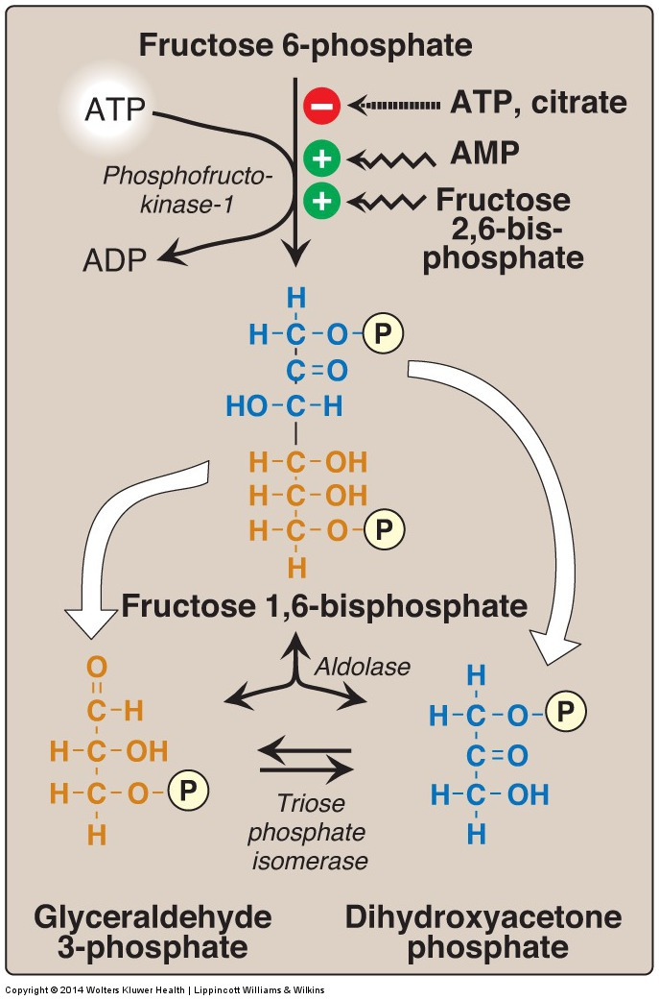 Fructose 6-phosphate
ATP
− ATP, citrate
+ AMP
Phosphofructo-
kinase-1
+ Fructose
2,6-bis-
phosphate
ADP
H
H–C–O–P
C=O
HO–C–H
H–C–OH
H–C–OH
H–C–O–P
H
Fructose 1,6-bisphosphate
Aldolase
O
C–H
H–C–OH
H–C–O–P
H
H
H–C–O–P
C=O
H–C–OH
H
Triose
phosphate
isomerase
Glyceraldehyde
3-phosphate
Dihydroxyacetone
phosphate
Copyright © 2014 Wolters Kluwer Health | Lippincott Williams & Wilkins